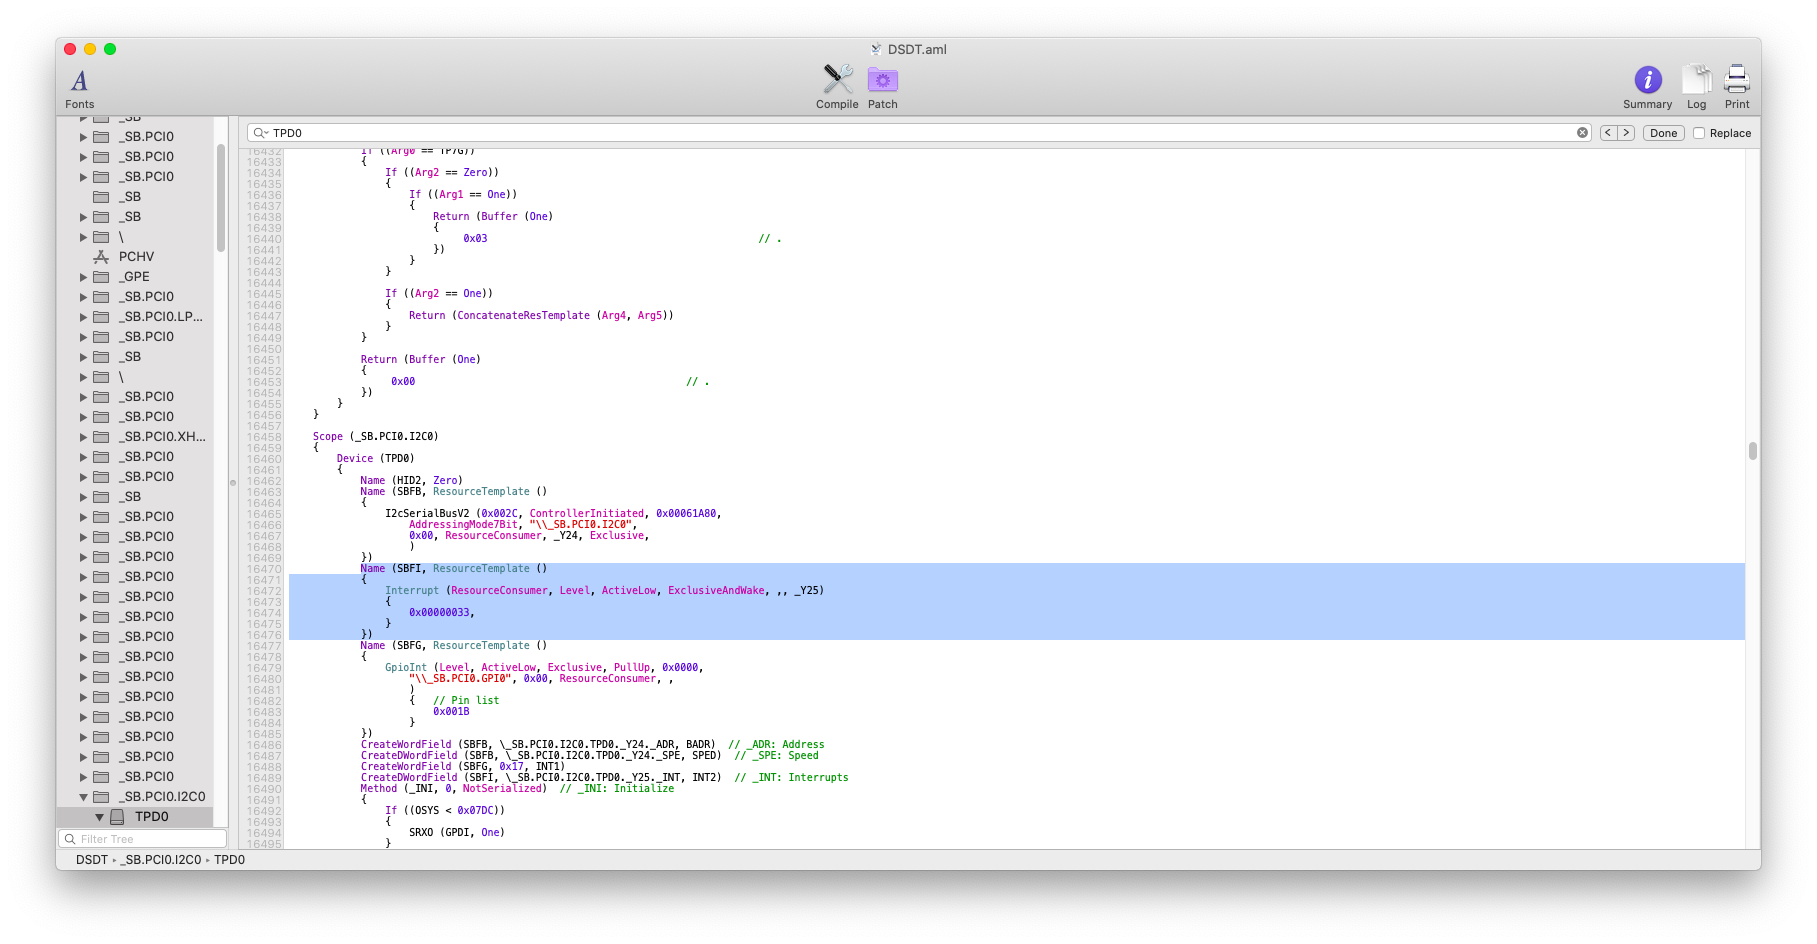 DSDT.aml
Fonts
Compile
Patch
Summary
Log
Print
TPD0
Done
Replace
_SB
_SB.PCI0
_SB.PCI0
_SB.PCI0
_SB
_SB
\
PCHV
_GPE
_SB.PCI0
_SB.PCI0.LP...
_SB.PCI0
_SB
\
_SB.PCI0
_SB.PCI0
_SB.PCI0.XH...
_SB.PCI0
_SB.PCI0
_SB
_SB.PCI0
_SB.PCI0
_SB.PCI0
_SB.PCI0
_SB.PCI0
_SB.PCI0
_SB.PCI0
_SB.PCI0
_SB.PCI0
_SB.PCI0
_SB.PCI0
_SB.PCI0
_SB.PCI0
_SB.PCI0
_SB.PCI0.I2C0
TPD0
Filter Tree
16432 If ((Arg0 == TP7G))
16433 {
16434 If ((Arg2 == Zero))
16435 {
16436 If ((Arg1 == One))
16437 {
16438 Return (Buffer (One)
16439 {
16440 0x03 // .
16441 })
16442 }
16443 }
16444
16445 If ((Arg2 == One))
16446 {
16447 Return (ConcatenateResTemplate (Arg4, Arg5))
16448 }
16449 }
16450
16451 Return (Buffer (One)
16452 {
16453 0x00 // .
16454 })
16455 }
16456 }
16457
16458 Scope (_SB.PCI0.I2C0)
16459 {
16460 Device (TPD0)
16461 {
16462 Name (HID2, Zero)
16463 Name (SBFB, ResourceTemplate ()
16464 {
16465 I2cSerialBusV2 (0x002C, ControllerInitiated, 0x00061A80,
16466 AddressingMode7Bit, "\\_SB.PCI0.I2C0",
16467 0x00, ResourceConsumer, _Y24, Exclusive,
16468 )
16469 })
16470 Name (SBFI, ResourceTemplate ()
16471 {
16472 Interrupt (ResourceConsumer, Level, ActiveLow, ExclusiveAndWake, ,, _Y25)
16473 {
16474 0x00000033,
16475 }
16476 })
16477 Name (SBFG, ResourceTemplate ()
16478 {
16479 GpioInt (Level, ActiveLow, Exclusive, PullUp, 0x0000,
16480 "\\_SB.PCI0.GPI0", 0x00, ResourceConsumer, ,
16481 )
16482 { // Pin list
16483 0x001B
16484 }
16485 })
16486 CreateWordField (SBFB, \_SB.PCI0.I2C0.TPD0._Y24._ADR, BADR) // _ADR: Address
16487 CreateDWordField (SBFB, \_SB.PCI0.I2C0.TPD0._Y24._SPE, SPED) // _SPE: Speed
16488 CreateWordField (SBFG, 0x17, INT1)
16489 CreateDWordField (SBFI, \_SB.PCI0.I2C0.TPD0._Y25._INT, INT2) // _INT: Interrupts
16490 Method (_INI, 0, NotSerialized) // _INI: Initialize
16491 {
16492 If ((OSYS < 0x07DC))
16493 {
16494 SRXO (GPDI, One)
16495 }
DSDT ▸ _SB.PCI0.I2C0 ▸ TPD0